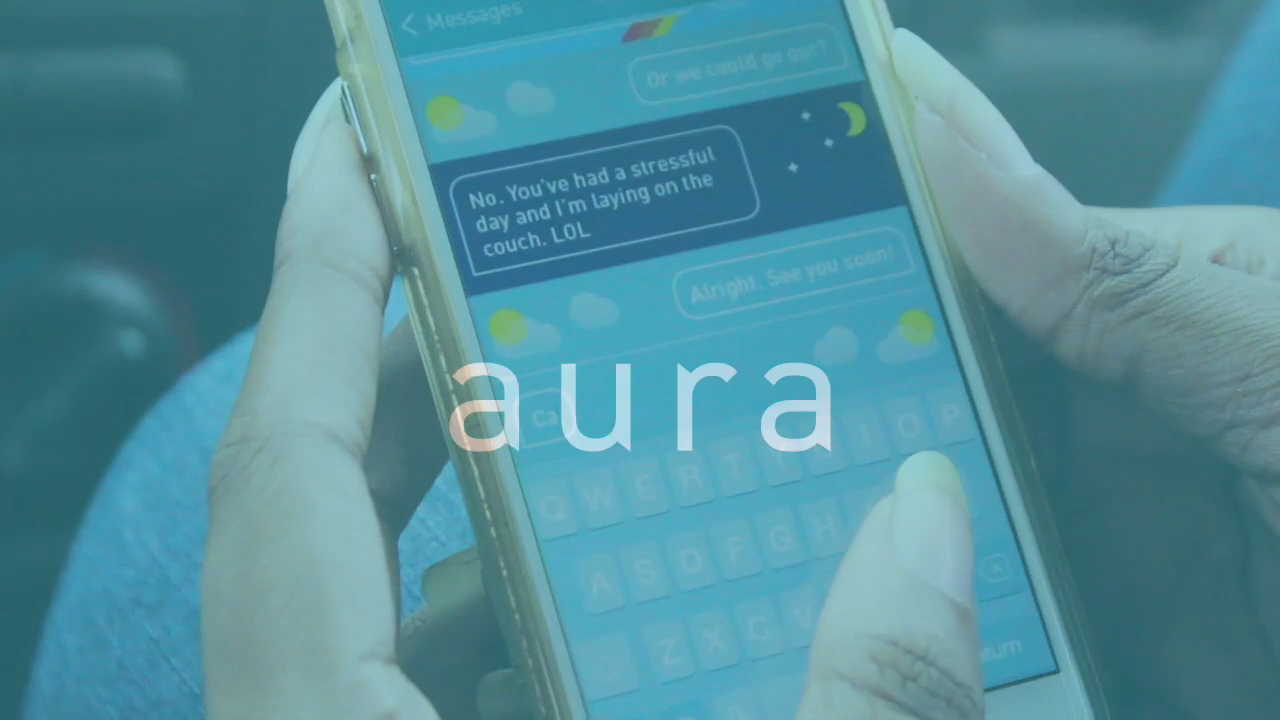 Messages
Or we could go out?
No. You've had a stressful
day and I'm laying on the
couch. LOL
Alright. See you soon!
Ca
aura
Q W E R T Y I O P
A S D F G H
Z X C V